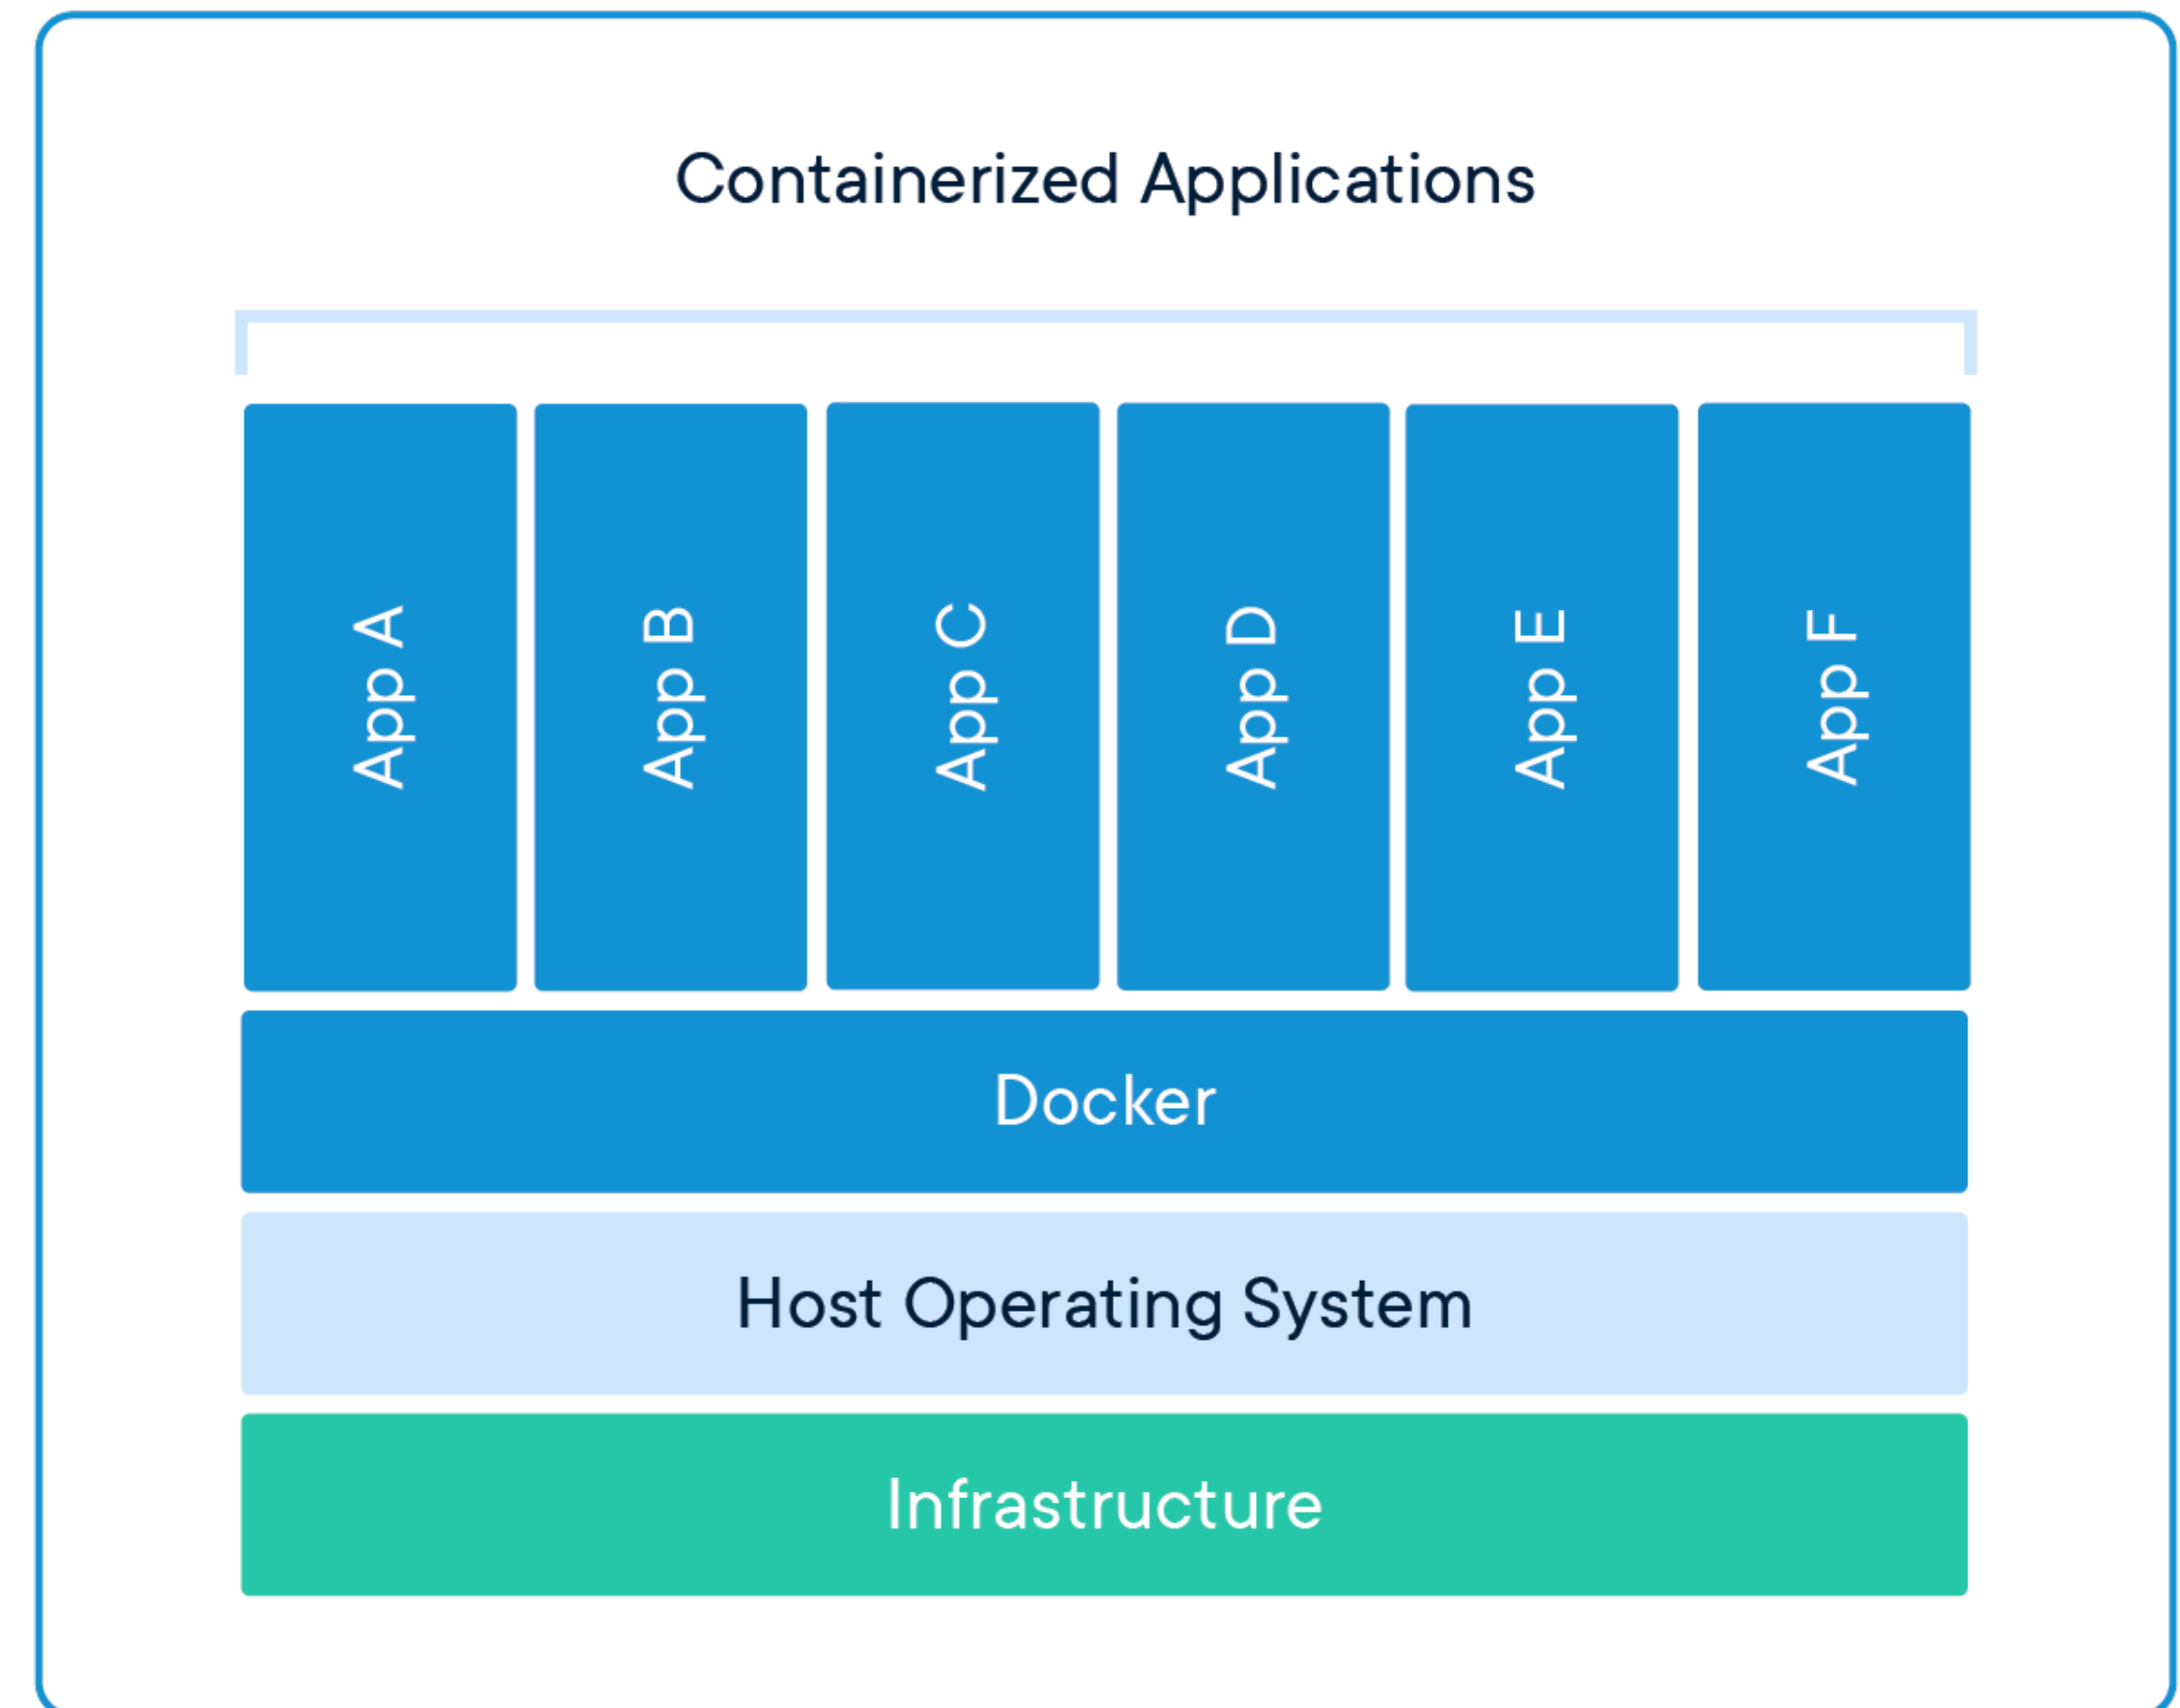 Containerized Applications
App A
App B
App C
App D
App E
App F
Docker
Host Operating System
Infrastructure